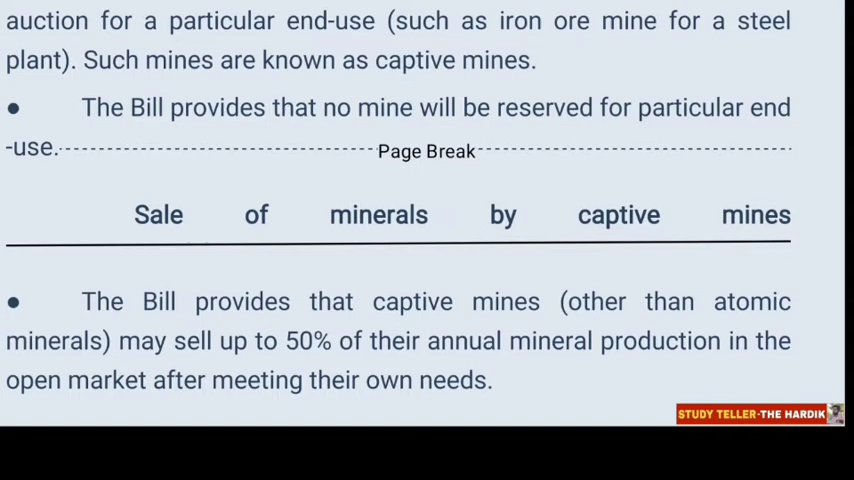 auction for a particular end-use (such as iron ore mine for a steel
plant). Such mines are known as captive mines.
● The Bill provides that no mine will be reserved for particular end
-use.
Page Break
Sale of minerals by captive mines
● The Bill provides that captive mines (other than atomic
minerals) may sell up to 50% of their annual mineral production in the
open market after meeting their own needs.
STUDY TELLER-THE HARDIK